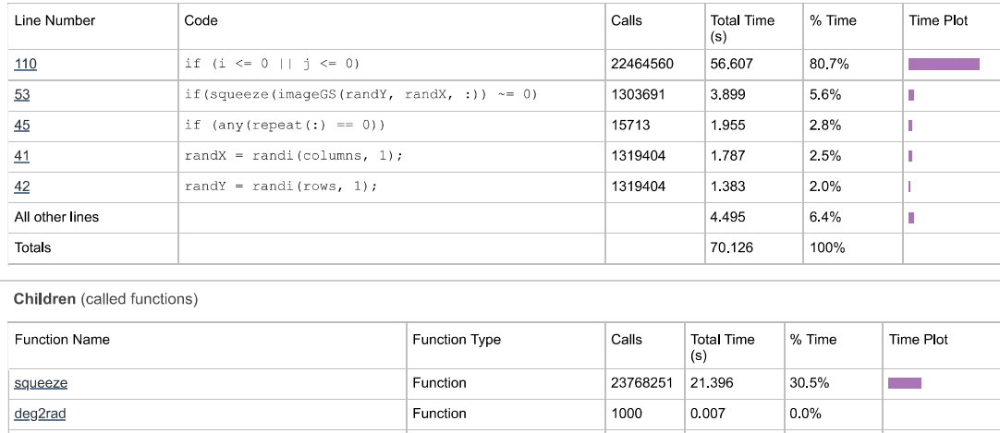 Line Number Code Calls Total Time (s) % Time Time Plot
110 if (i <= 0 || j <= 0) 22464560 56.607 80.7%
53 if(squeeze(imageGS(randY, randX, :)) ~= 0) 1303691 3.899 5.6%
45 if (any(repeat(:) == 0)) 15713 1.955 2.8%
41 randX = randi(columns, 1); 1319404 1.787 2.5%
42 randY = randi(rows, 1); 1319404 1.383 2.0%
All other lines 4.495 6.4%
Totals 70.126 100%
Children (called functions)
Function Name Function Type Calls Total Time (s) % Time Time Plot
squeeze Function 23768251 21.396 30.5%
deg2rad Function 1000 0.007 0.0%